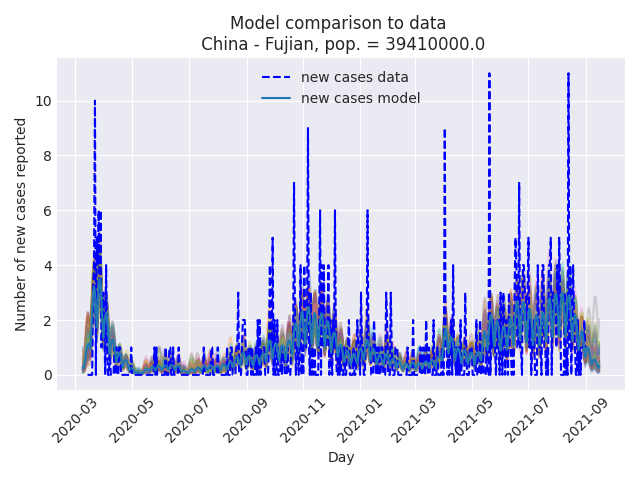 Model comparison to data
China - Fujian, pop. = 39410000.0
new cases data
new cases model
Number of new cases reported
10
8
6
4
2
0
2020-03
2020-05
2020-07
2020-09
2020-11
2021-01
2021-03
2021-05
2021-07
2021-09
Day